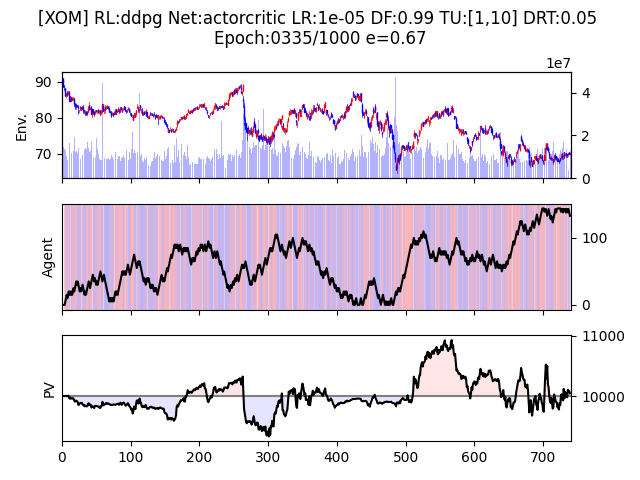 [XOM] RL:ddpg Net:actorcritic LR:1e-05 DF:0.99 TU:[1,10] DRT:0.05
Epoch:0335/1000 e=0.67
1e7
90
80
70
Env.
4
2
0
Agent
100
0
PV
11000
10000
0 100 200 300 400 500 600 700